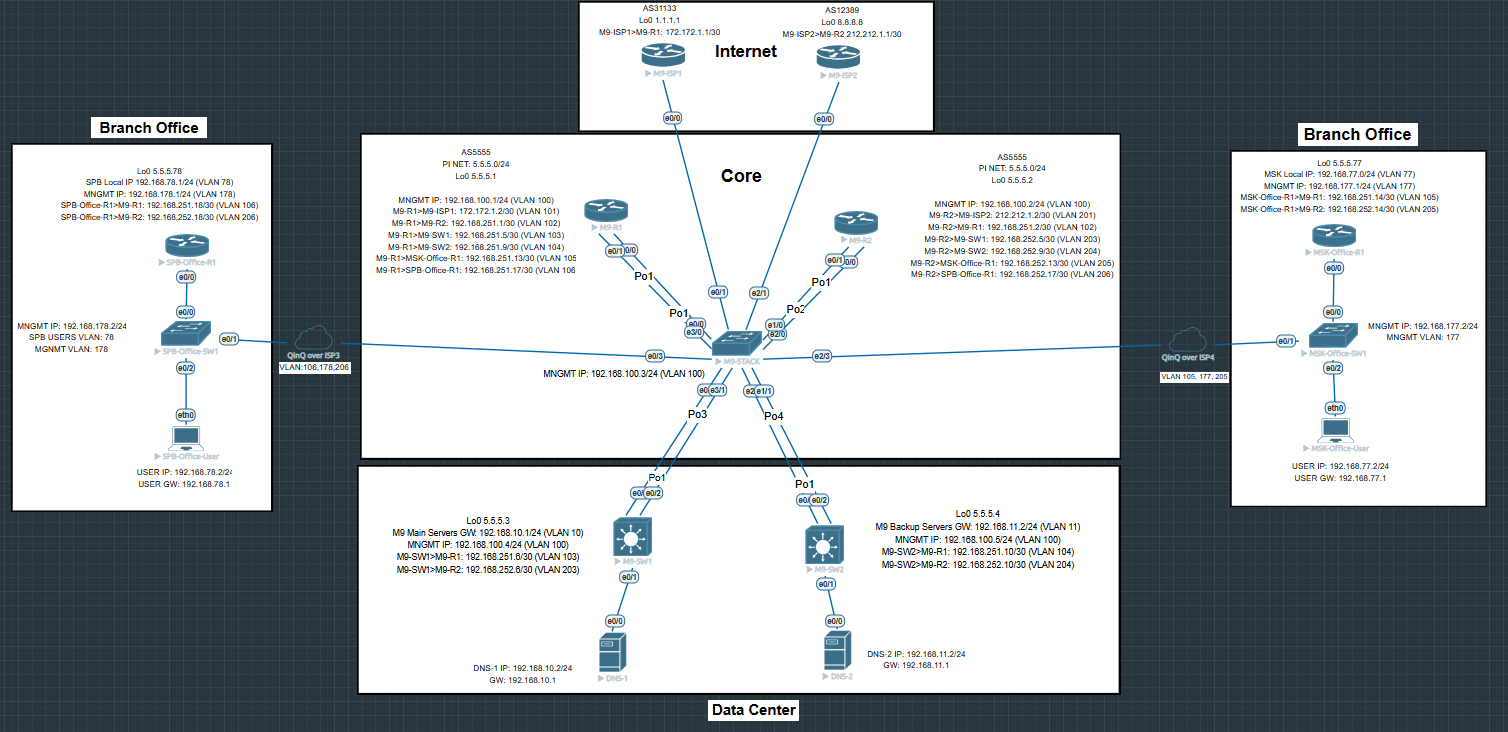 AS31133
Lo0 1.1.1.1
M9-ISP1>M9-R1: 172.172.1.1/30
M9-ISP1
AS12389
Lo0 8.8.8.8
M9-ISP2>M9-R2 212.212.1.1/30
M9-ISP2
Internet
e0/0
e0/0
Branch Office
Lo0 5.5.5.78
SPB Local IP 192.168.78.1/24 (VLAN 78)
MNGMT IP: 192.168.178.1/24 (VLAN 178)
SPB-Office-R1>M9-R1: 192.168.251.18/30 (VLAN 106)
SPB-Office-R1>M9-R2: 192.168.252.18/30 (VLAN 206)
SPB-Office-R1
e0/0
e0/0
MNGMT IP: 192.168.178.2/24
SPB USERS VLAN: 78
MGNMT VLAN: 178
SPB-Office-SW1
e0/1
e0/2
eth0
SPB-Office-User
USER IP: 192.168.78.2/24
USER GW: 192.168.78.1
QinQ over ISP3
VLAN:106,178,206
Core
AS5555
PI NET: 5.5.5.0/24
Lo0 5.5.5.1
MNGMT IP: 192.168.100.1/24 (VLAN 100)
M9-R1>M9-ISP1: 172.172.1.2/30 (VLAN 101)
M9-R1>M9-R2: 192.168.251.1/30 (VLAN 102)
M9-R1>M9-SW1: 192.168.251.5/30 (VLAN 103)
M9-R1>M9-SW2: 192.168.251.9/30 (VLAN 104)
M9-R1>MSK-Office-R1: 192.168.251.13/30 (VLAN 105
M9-R1>SPB-Office-R1: 192.168.251.17/30 (VLAN 106
M9-R1
e0/1
0/0
Po1
Po1
AS5555
PI NET: 5.5.5.0/24
Lo0 5.5.5.2
MNGMT IP: 192.168.100.2/24 (VLAN 100)
M9-R2>M9-ISP2: 212.212.1.2/30 (VLAN 201)
M9-R2>M9-R1: 192.168.251.2/30 (VLAN 102)
M9-R2>M9-SW1: 192.168.252.5/30 (VLAN 203)
M9-R2>M9-SW2: 192.168.252.9/30 (VLAN 204)
M9-R2>MSK-Office-R1: 192.168.252.13/30 (VLAN 205)
M9-R2>SPB-Office-R1: 192.168.252.17/30 (VLAN 206)
M9-R2
e0/1
0/0
Po1
Po2
e0/1
e2/1
e0/0
e3/0
e1/0
e2/0
M9-STACK
e0/3
e2/3
MNGMT IP: 192.168.100.3/24 (VLAN 100)
e0
e3/1
e2
e1/1
Po3
Po4
Po1
Po1
e0/
e0/2
e0/
e0/2
Lo0 5.5.5.3
M9 Main Servers GW: 192.168.10.1/24 (VLAN 10)
MNGMT IP: 192.168.100.4/24 (VLAN 100)
M9-SW1>M9-R1: 192.168.251.6/30 (VLAN 103)
M9-SW1>M9-R2: 192.168.252.6/30 (VLAN 203)
M9-SW1
e0/1
e0/0
DNS-1
DNS-1 IP: 192.168.10.2/24
GW: 192.168.10.1
Lo0 5.5.5.4
M9 Backup Servers GW: 192.168.11.2/24 (VLAN 11)
MNGMT IP: 192.168.100.5/24 (VLAN 100)
M9-SW2>M9-R1: 192.168.251.10/30 (VLAN 104)
M9-SW2>M9-R2: 192.168.252.10/30 (VLAN 204)
M9-SW2
e0/1
e0/0
DNS-2
DNS-2 IP: 192.168.11.2/24
GW: 192.168.11.1
Data Center
Branch Office
Lo0 5.5.5.77
MSK Local IP: 192.168.77.0/24 (VLAN 77)
MNGMT IP: 192.168.177.1/24 (VLAN 177)
MSK-Office-R1>M9-R1: 192.168.251.14/30 (VLAN 105)
MSK-Office-R1>M9-R2: 192.168.252.14/30 (VLAN 205)
MSK-Office-R1
e0/0
e0/0
MNGMT IP: 192.168.177.2/24
MNGMT VLAN: 177
e0/1
MSK-Office-SW1
e0/2
eth0
MSK-Office-User
USER IP: 192.168.77.2/24
USER GW: 192.168.77.1
QinQ over ISP4
VLAN 105, 177, 205